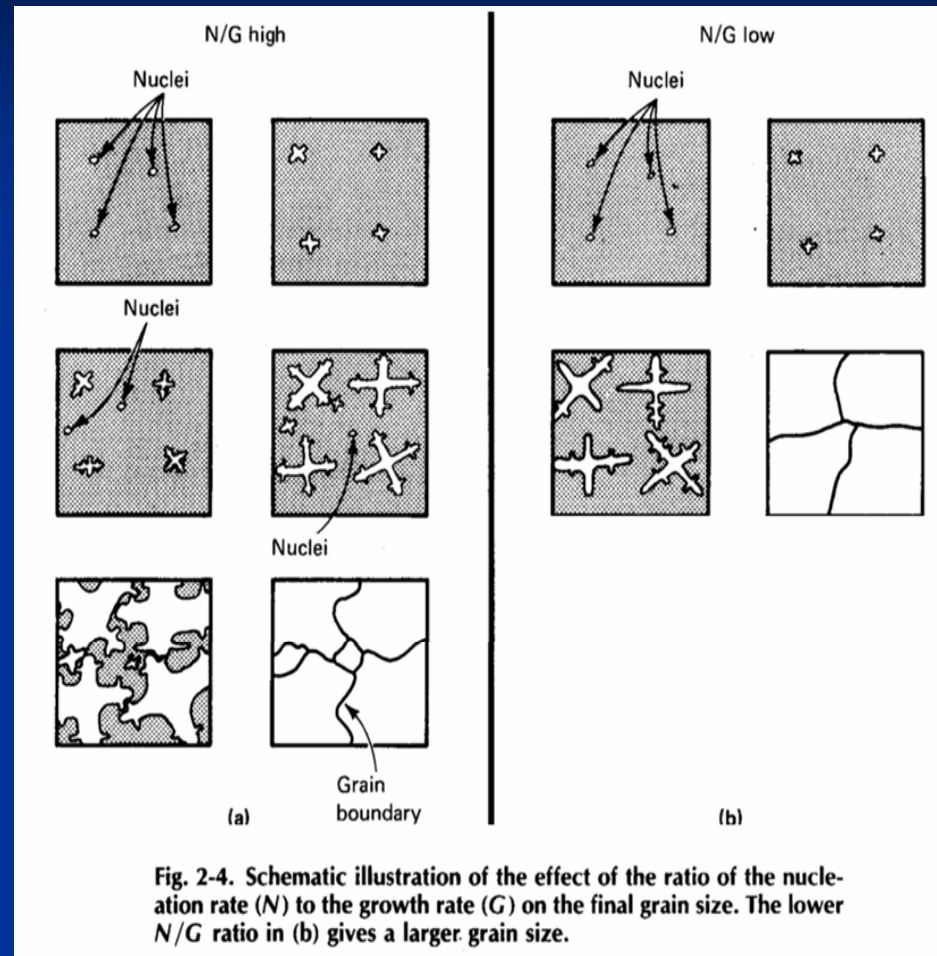 N/G high
Nuclei
Nuclei
Nuclei
Grain
boundary
(a)
N/G low
Nuclei
(b)
Fig. 2-4. Schematic illustration of the effect of the ratio of the nucle-
ation rate (N) to the growth rate (G) on the final grain size. The lower
N/G ratio in (b) gives a larger grain size.